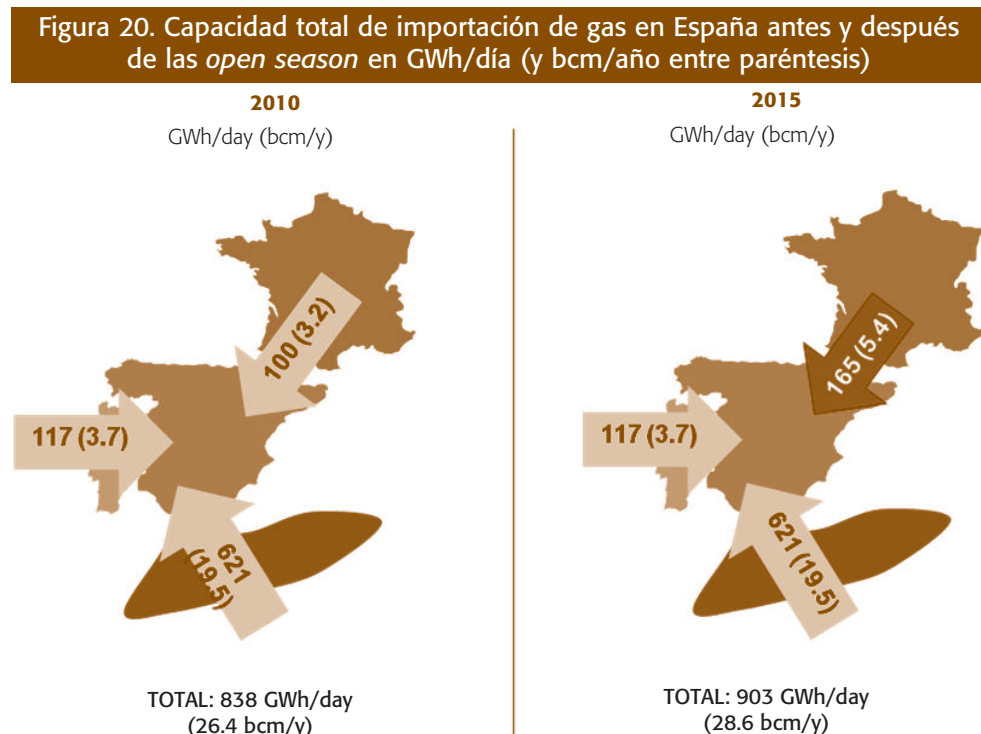 Figura 20. Capacidad total de importación de gas en España antes y después
de las open season en GWh/día (y bcm/año entre paréntesis)
2010
GWh/day (bcm/y)
100 (3.2)
117 (3.7)
621
(19.5)
TOTAL: 838 GWh/day
(26.4 bcm/y)
2015
GWh/day (bcm/y)
165 (5.4)
117 (3.7)
621 (19.5)
TOTAL: 903 GWh/day
(28.6 bcm/y)